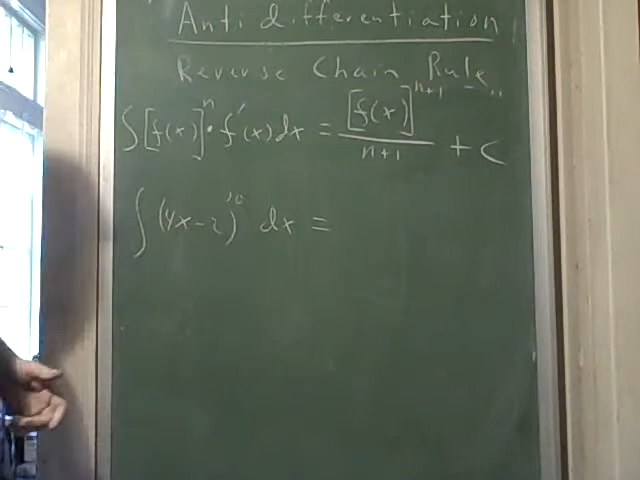 Antidifferentiation
Reverse Chain Rule
∫[f(x)]ⁿ · f'(x)dx = [f(x)]ⁿ⁺¹ / n+1 + C
∫(4x-2)¹⁰ dx =